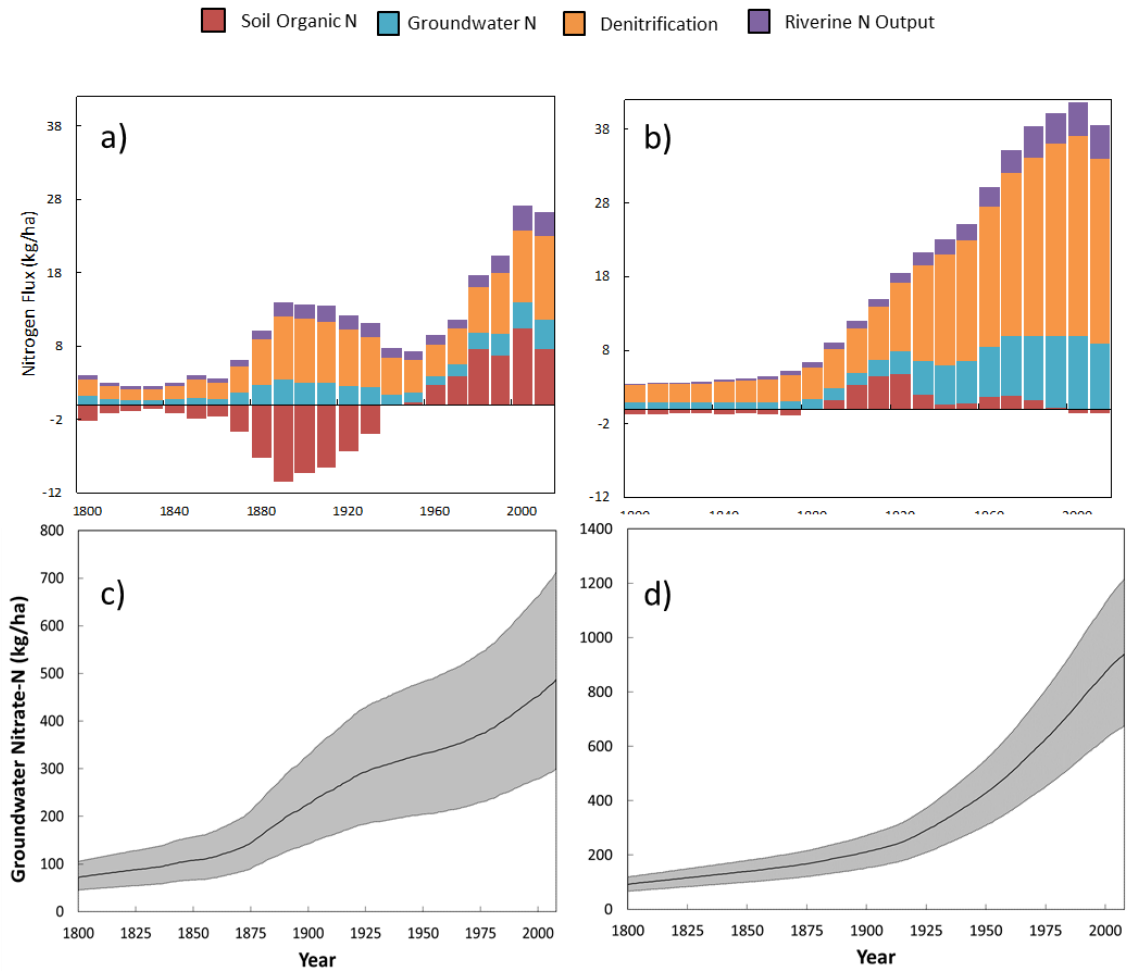 Soil Organic N Groundwater N Denitrification Riverine N Output
a)
Nitrogen Flux (kg/ha)
38
28
18
8
-2
-12
1800 1840 1880 1920 1960 2000
b)
38
28
18
8
-2
-12
c)
Groundwater Nitrate-N (kg/ha)
800
700
600
500
400
300
200
100
0
1800 1825 1850 1875 1900 1925 1950 1975 2000
Year
d)
1400
1200
1000
800
600
400
200
0
1800 1825 1850 1875 1900 1925 1950 1975 2000
Year